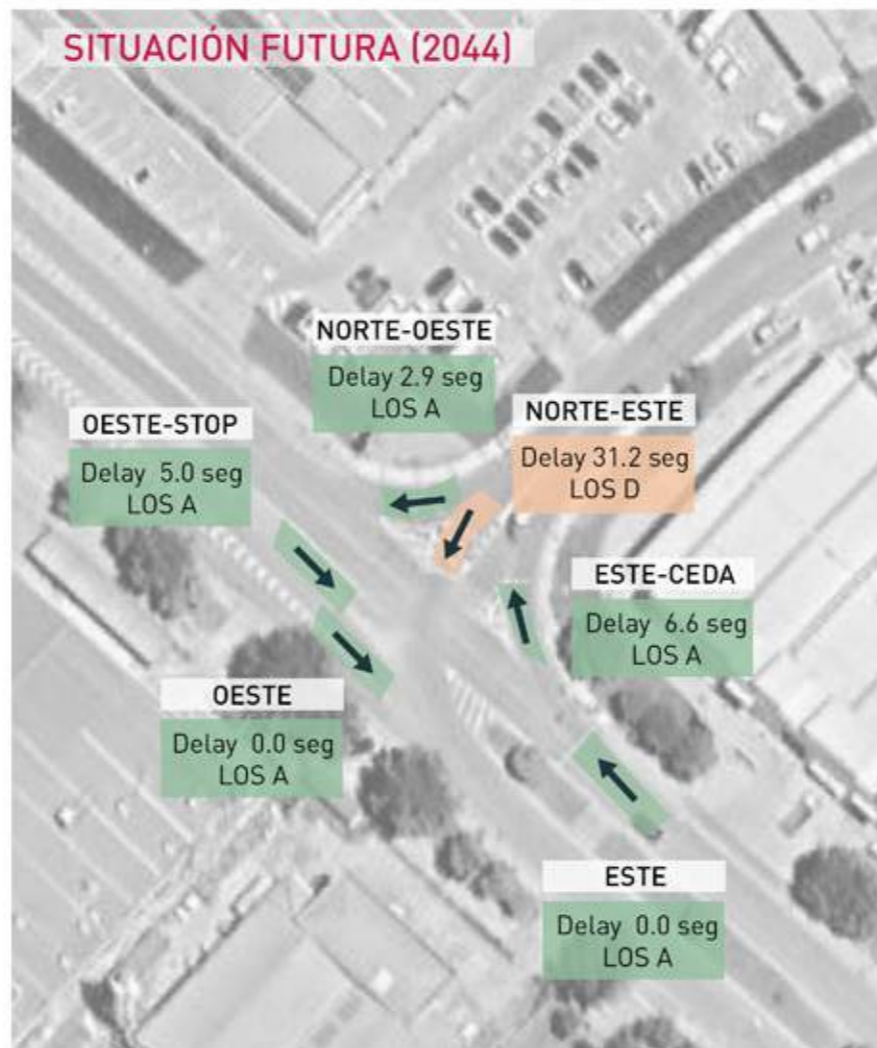 SITUACIÓN FUTURA (2044)
NORTE-OESTE
Delay 2.9 seg
LOS A
NORTE-ESTE
Delay 31.2 seg
LOS D
OESTE-STOP
Delay 5.0 seg
LOS A
ESTE-CEDA
Delay 6.6 seg
LOS A
OESTE
Delay 0.0 seg
LOS A
ESTE
Delay 0.0 seg
LOS A